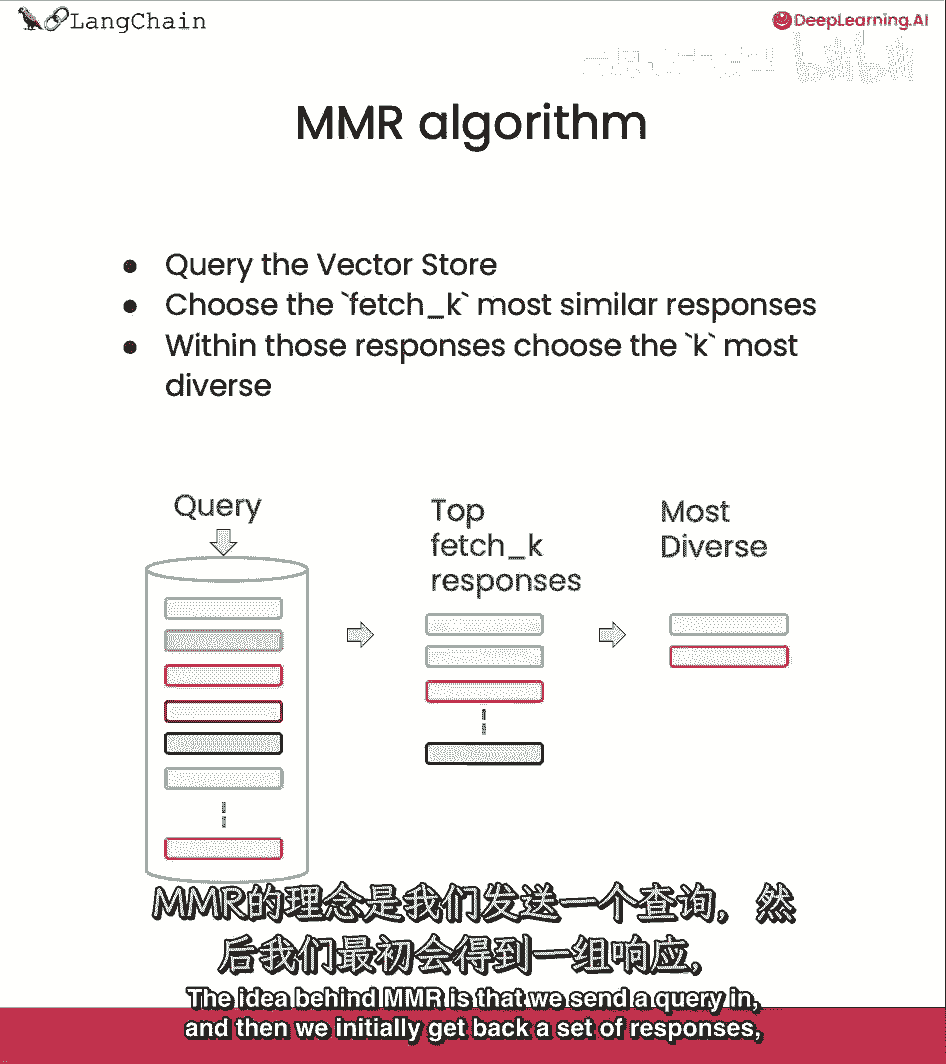 LangChain
DeepLearning.AI
MMR algorithm
● Query the Vector Store
● Choose the `fetch_k` most similar responses
● Within those responses choose the `k` most
diverse
Query
Top
fetch_k
responses
Most
Diverse
MMR的理念是我们发送一个查询，然
后我们最初会得到一组响应，
The idea behind MMR is that we send a query in,
and then we initially get back a set of responses,